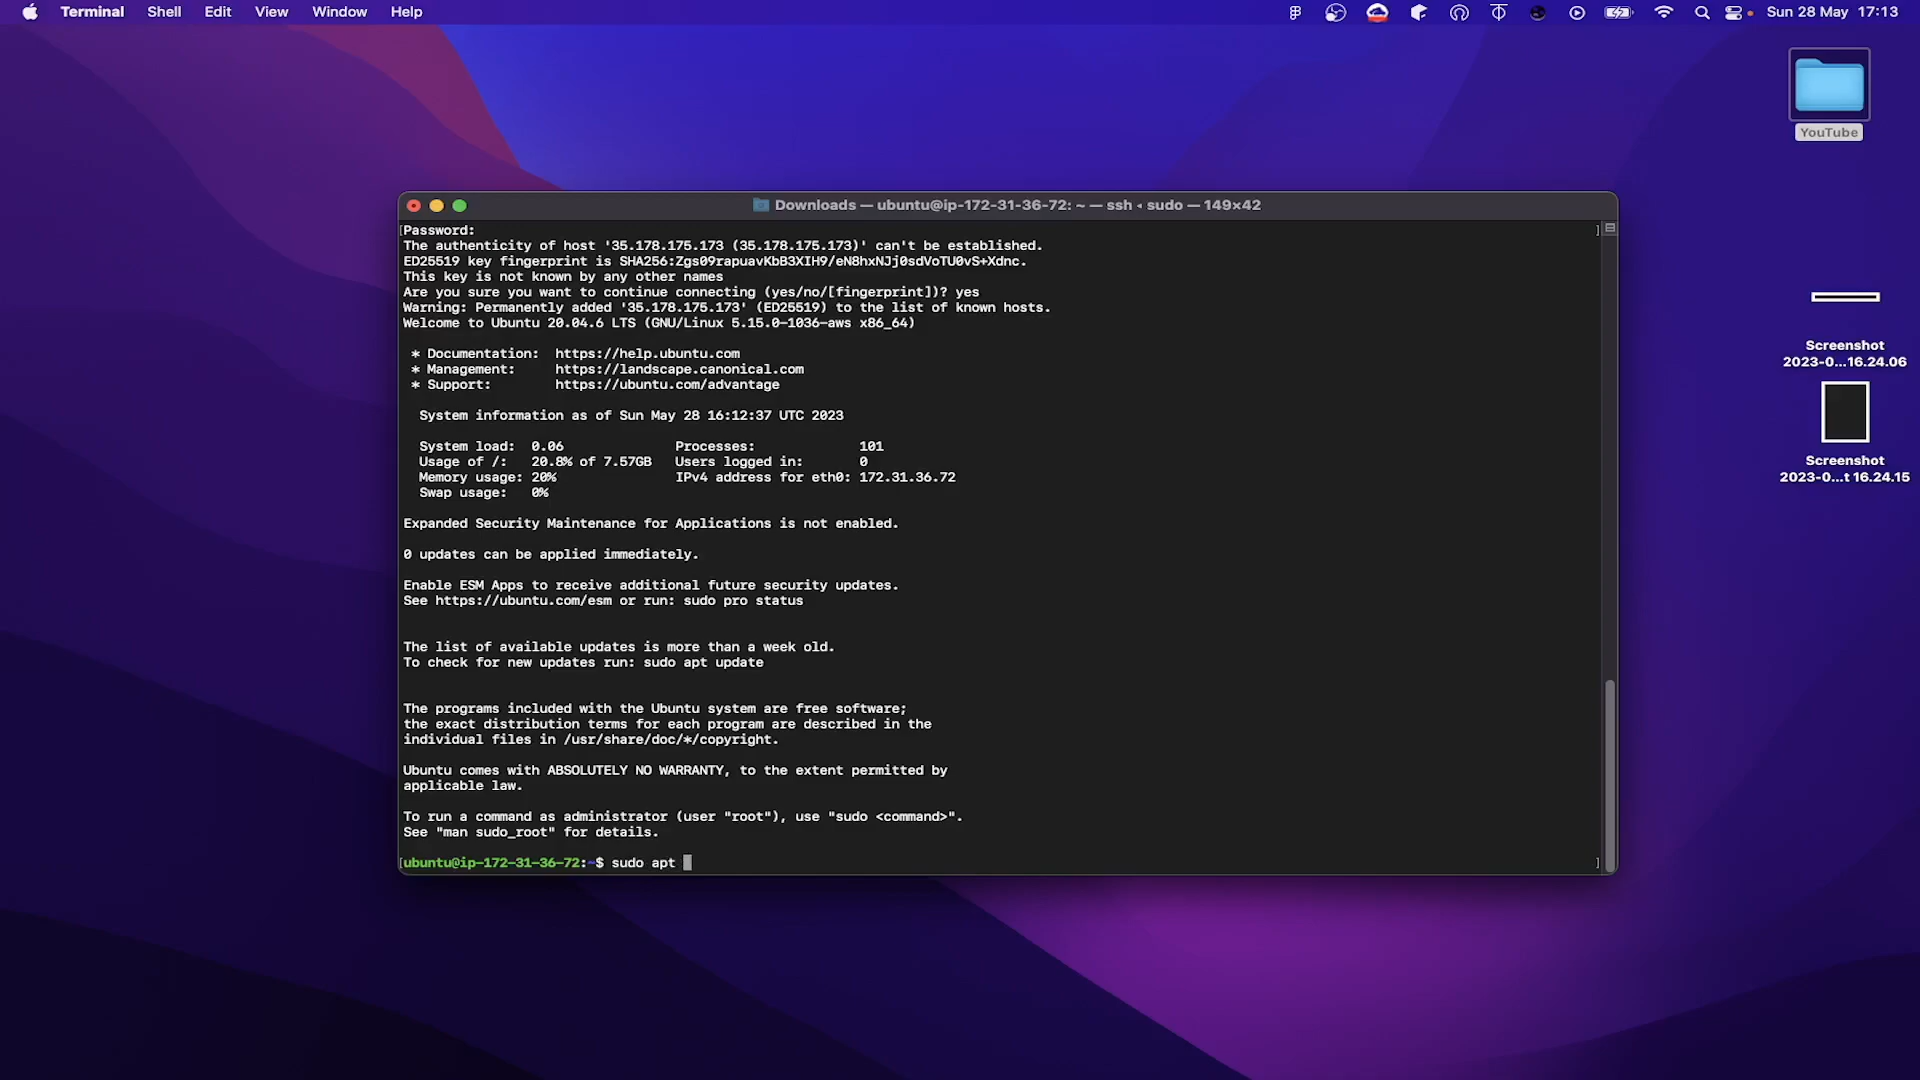 Terminal Shell Edit View Window Help Sun 28 May 17:13
YouTube
Downloads — ubuntu@ip-172-31-36-72: ~ — ssh ◂ sudo — 149×42
[Password: ]
The authenticity of host '35.178.175.173 (35.178.175.173)' can't be established.
ED25519 key fingerprint is SHA256:Zgs09rapuavKbB3XIH9/eN8hxNJj0sdVoTU0vS+Xdnc.
This key is not known by any other names
Are you sure you want to continue connecting (yes/no/[fingerprint])? yes
Warning: Permanently added '35.178.175.173' (ED25519) to the list of known hosts.
Welcome to Ubuntu 20.04.6 LTS (GNU/Linux 5.15.0-1036-aws x86_64)
* Documentation: https://help.ubuntu.com
* Management: https://landscape.canonical.com
* Support: https://ubuntu.com/advantage
System information as of Sun May 28 16:12:37 UTC 2023
System load: 0.06 Processes: 101
Usage of /: 20.8% of 7.57GB Users logged in: 0
Memory usage: 20% IPv4 address for eth0: 172.31.36.72
Swap usage: 0%
Expanded Security Maintenance for Applications is not enabled.
0 updates can be applied immediately.
Enable ESM Apps to receive additional future security updates.
See https://ubuntu.com/esm or run: sudo pro status
The list of available updates is more than a week old.
To check for new updates run: sudo apt update
The programs included with the Ubuntu system are free software;
the exact distribution terms for each program are described in the
individual files in /usr/share/doc/*/copyright.
Ubuntu comes with ABSOLUTELY NO WARRANTY, to the extent permitted by
applicable law.
To run a command as administrator (user "root"), use "sudo <command>".
See "man sudo_root" for details.
[ubuntu@ip-172-31-36-72:~$ sudo apt ]
Screenshot
2023-0...16.24.06
Screenshot
2023-0...t 16.24.15